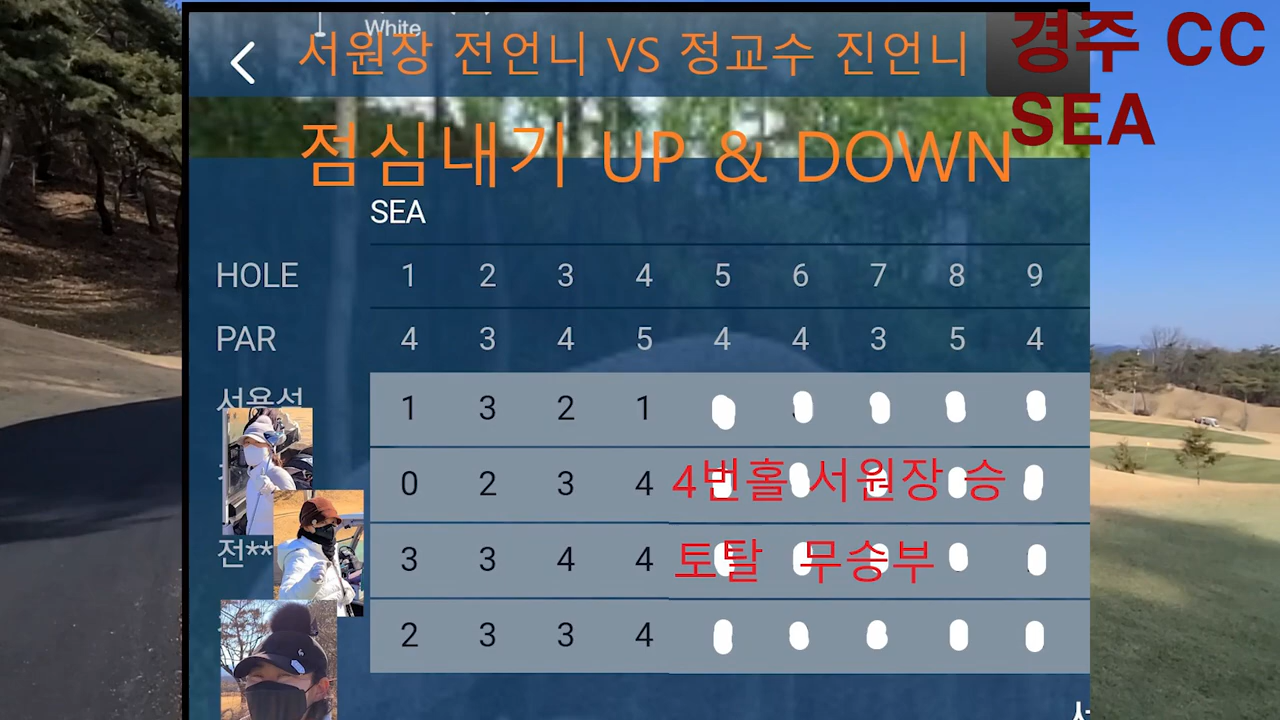 White
서원장 전언니 VS 정교수 진언니
경주 CC
SEA
점심내기 UP & DOWN
SEA
HOLE 1 2 3 4 5 6 7 8 9
PAR 4 3 4 5 4 4 3 5 4
서용석 1 3 2 1
0 2 3 4 4번홀 서원장 승
전** 3 3 4 4 토탈 무승부
2 3 3 4